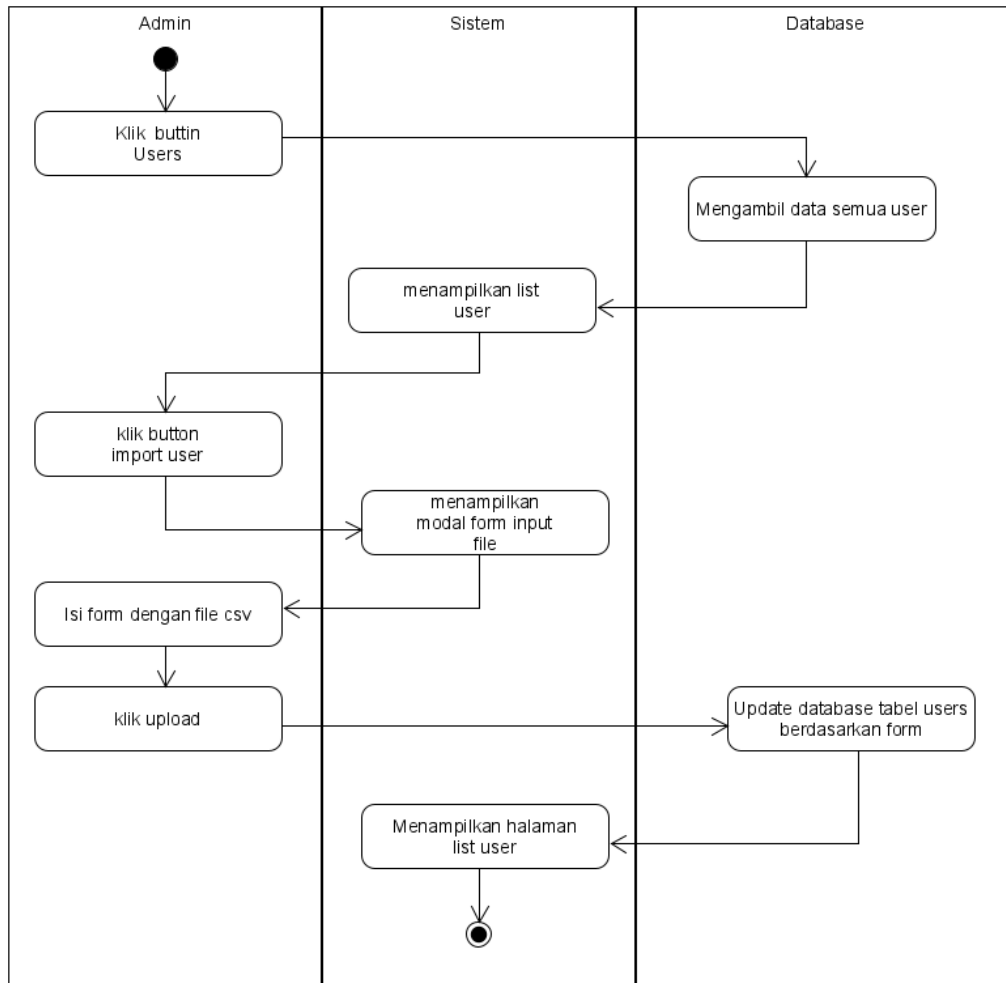 Admin
Sistem
Database
Klik buttin
Users
Mengambil data semua user
menampilkan list
user
klik button
import user
menampilkan
modal form input
file
Isi form dengan file csv
klik upload
Update database tabel users
berdasarkan form
Menampilkan halaman
list user